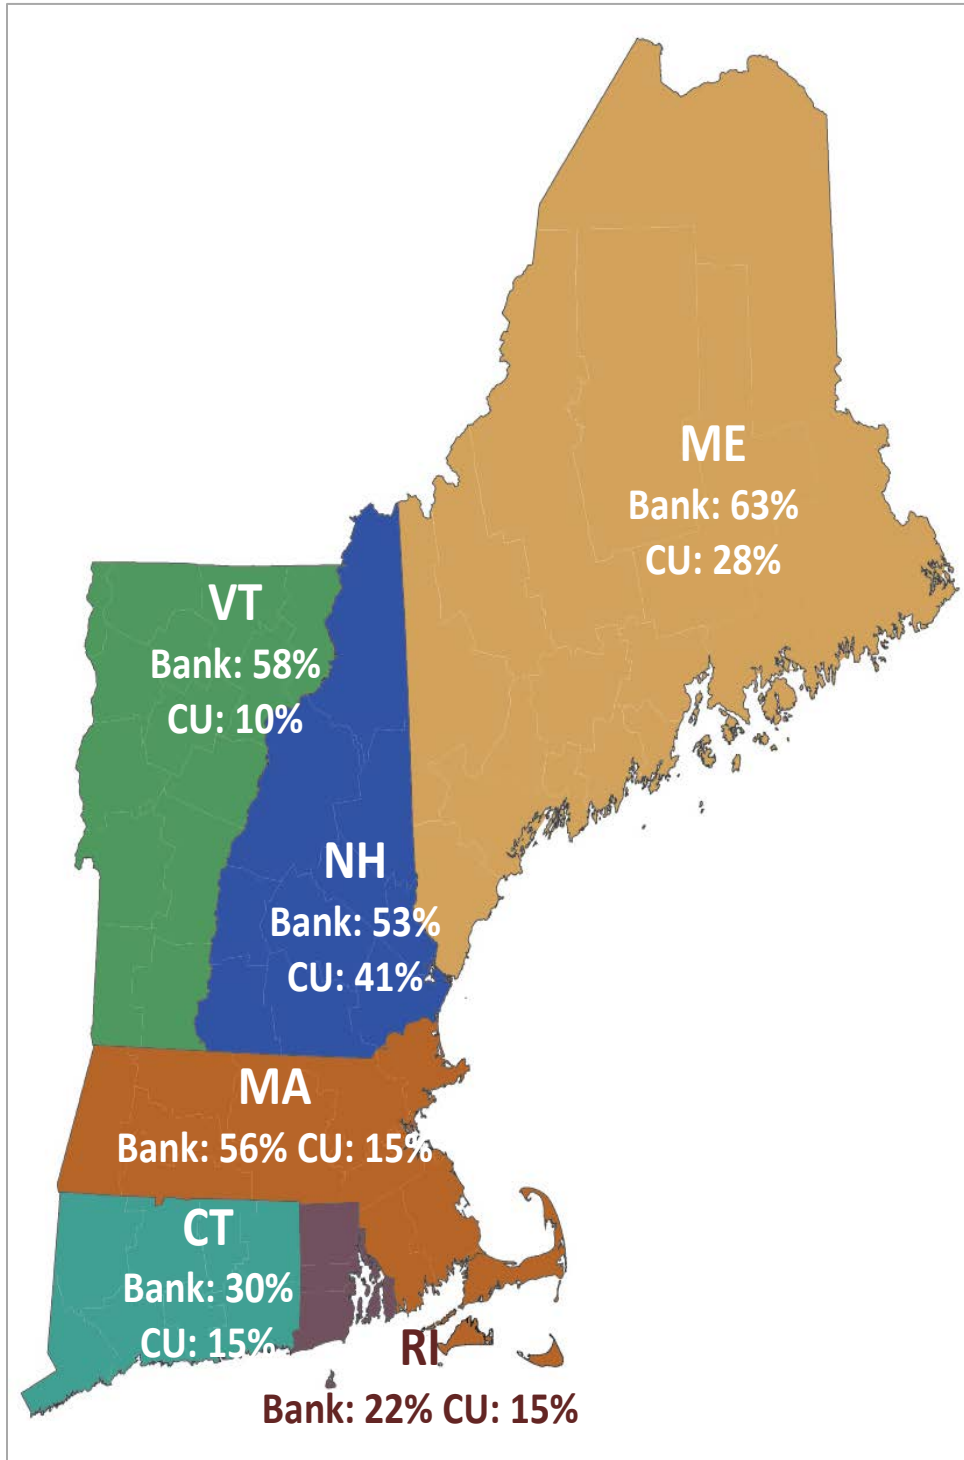 ME
Bank: 63%
CU: 28%
VT
Bank: 58%
CU: 10%
NH
Bank: 53%
CU: 41%
MA
Bank: 56% CU: 15%
CT
Bank: 30%
CU: 15%
RI
Bank: 22% CU: 15%